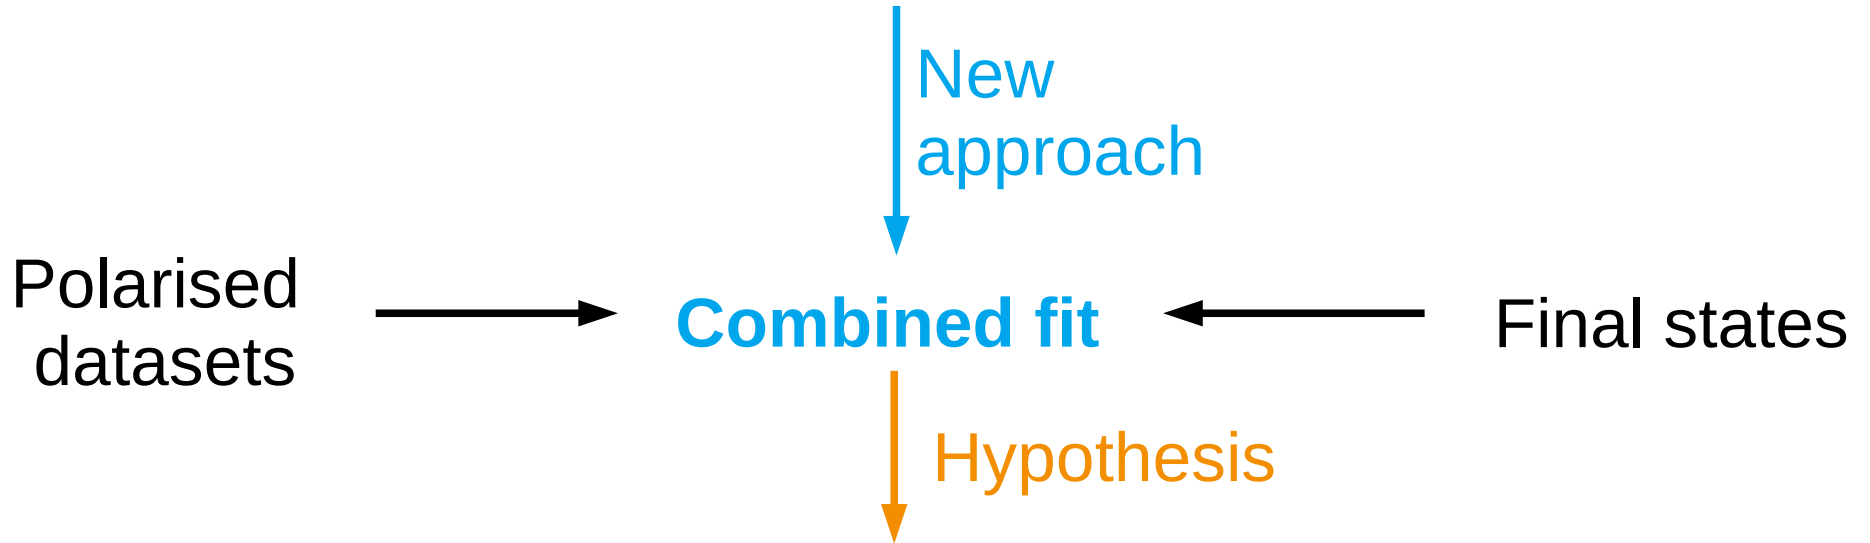 New
approach
Polarised
datasets
Combined fit
Final states
Hypothesis